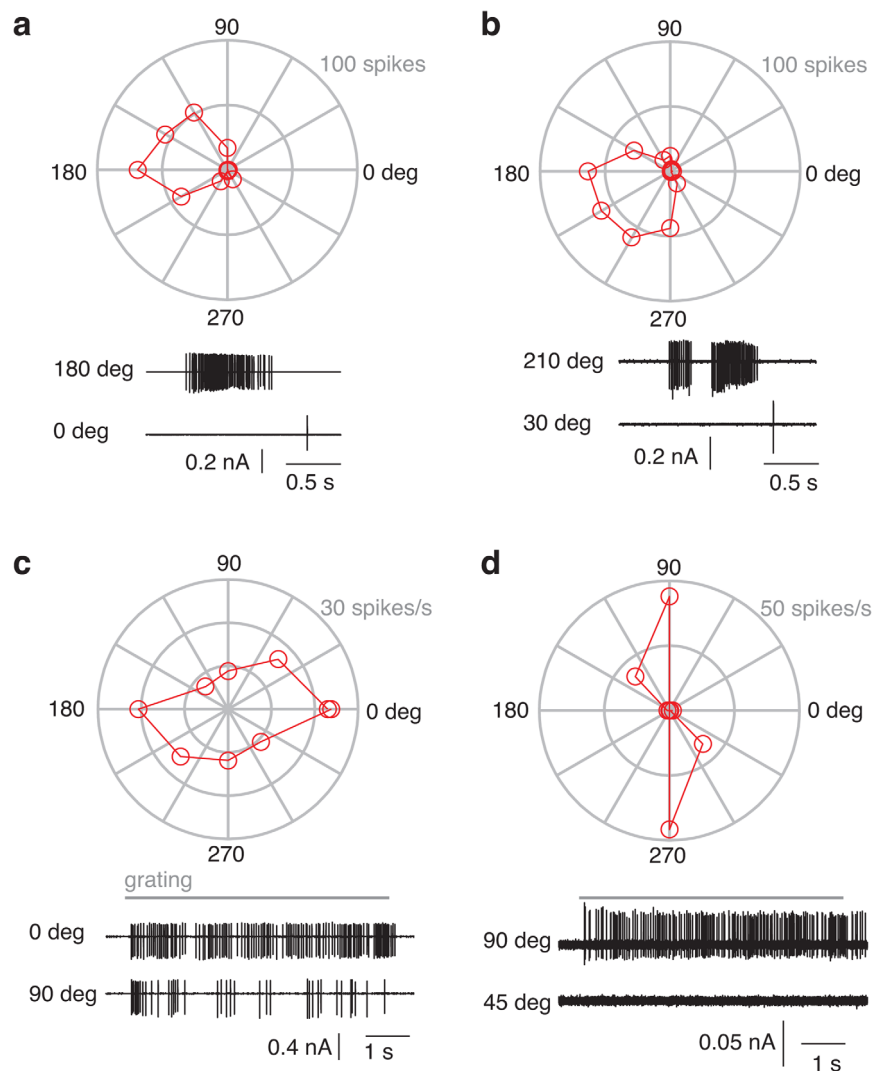 a
90
100 spikes
180
0 deg
270
180 deg
0 deg
0.2 nA
0.5 s
b
90
100 spikes
180
0 deg
270
210 deg
30 deg
0.2 nA
0.5 s
c
90
30 spikes/s
180
0 deg
270
grating
0 deg
90 deg
0.4 nA
1 s
d
90
50 spikes/s
180
0 deg
270
90 deg
45 deg
0.05 nA
1 s